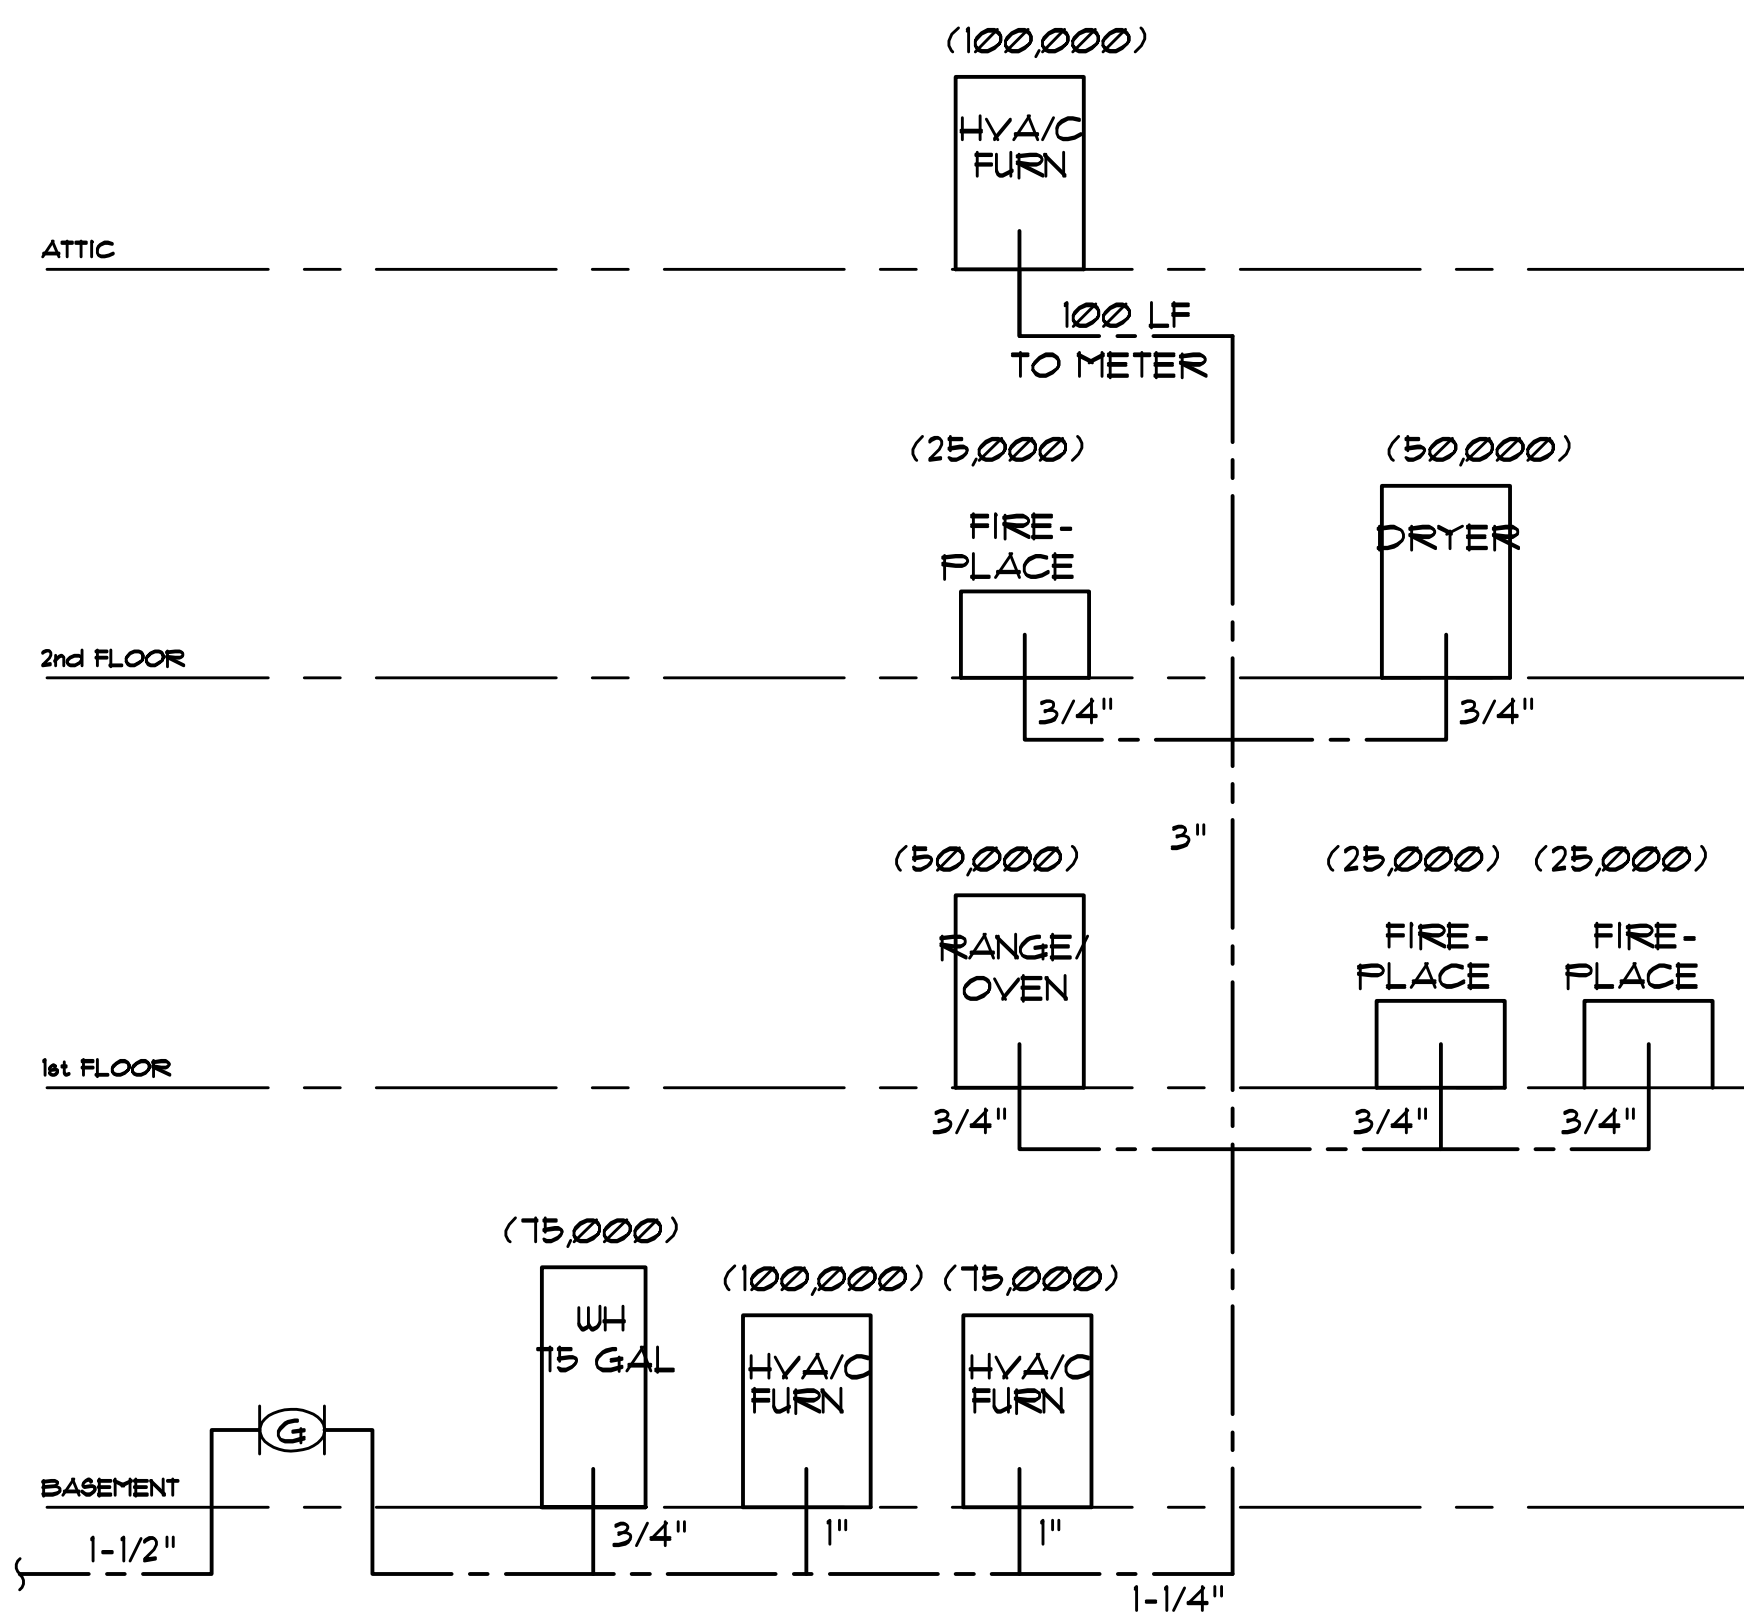 (100,000)
HVA/C
FURN
ATTIC
100 LF
TO METER
(25,000)
(50,000)
FIRE-
PLACE
DRYER
2nd FLOOR
3/4"
3/4"
3"
(50,000)
(25,000)
(25,000)
RANGE/
OVEN
FIRE-
PLACE
FIRE-
PLACE
1st FLOOR
3/4"
3/4"
3/4"
(75,000)
(100,000)
(75,000)
WH
75 GAL
HVA/C
FURN
HVA/C
FURN
G
BASEMENT
1-1/2"
3/4"
1"
1"
1-1/4"